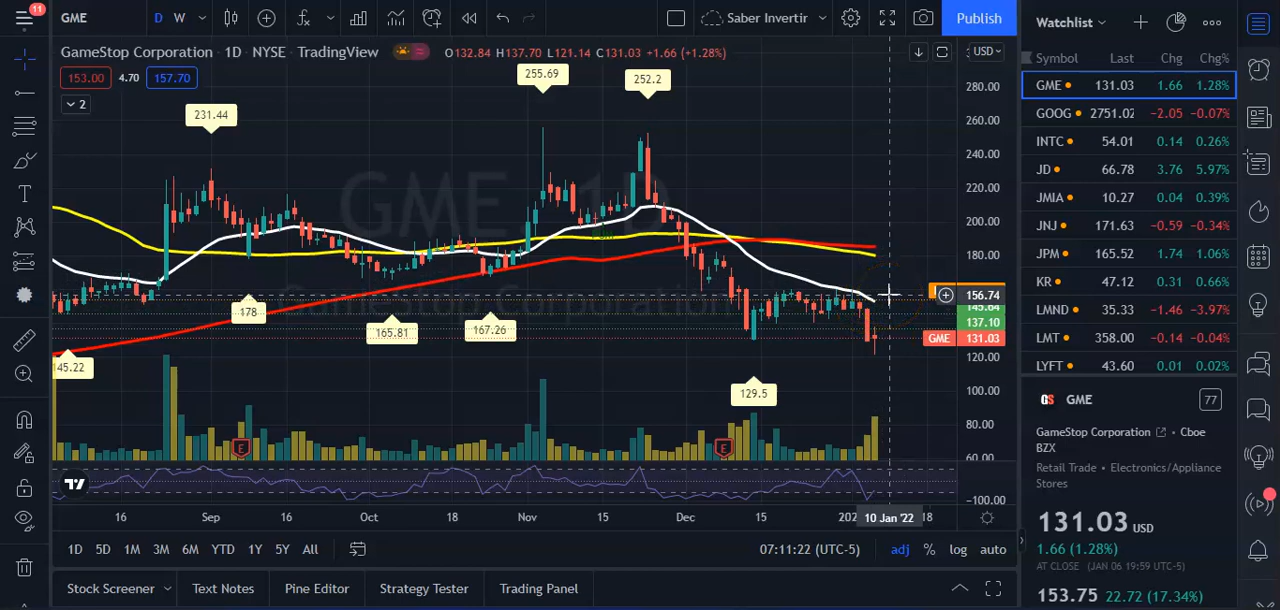 11
GME
D W
Saber Invertir
Publish
Watchlist
GameStop Corporation · 1D · NYSE · TradingView
O132.84 H137.70 L121.14 C131.03 +1.66 (+1.28%)
USD
153.00 4.70 157.70
2
GME, 1D
GameStop Corporation
231.44
255.69
252.2
178
165.81
167.26
145.22
129.5
280.00
260.00
240.00
220.00
200.00
180.00
156.74
137.10
GME 131.03
120.00
100.00
80.00
60.00
−100.00
E
E
16 Sep 16 Oct 18 Nov 15 Dec 15 10 Jan '22 18
1D 5D 1M 3M 6M YTD 1Y 5Y All
07:11:22 (UTC-5) adj % log auto
Stock Screener Text Notes Pine Editor Strategy Tester Trading Panel
Symbol Last Chg Chg%
GME 131.03 1.66 1.28%
GOOG 2751.02 −2.05 −0.07%
INTC 54.01 0.14 0.26%
JD 66.78 3.76 5.97%
JMIA 10.27 0.04 0.39%
JNJ 171.63 −0.59 −0.34%
JPM 165.52 1.74 1.06%
KR 47.12 0.31 0.66%
LMND 35.33 −1.46 −3.97%
LMT 358.00 −0.14 −0.04%
LYFT 43.60 0.01 0.02%
GME
77
GameStop Corporation • Cboe
BZX
Retail Trade • Electronics/Appliance
Stores
131.03 USD
1.66 (1.28%)
AT CLOSE (JAN 06 19:59 UTC-5)
153.75 22.72 (17.34%)